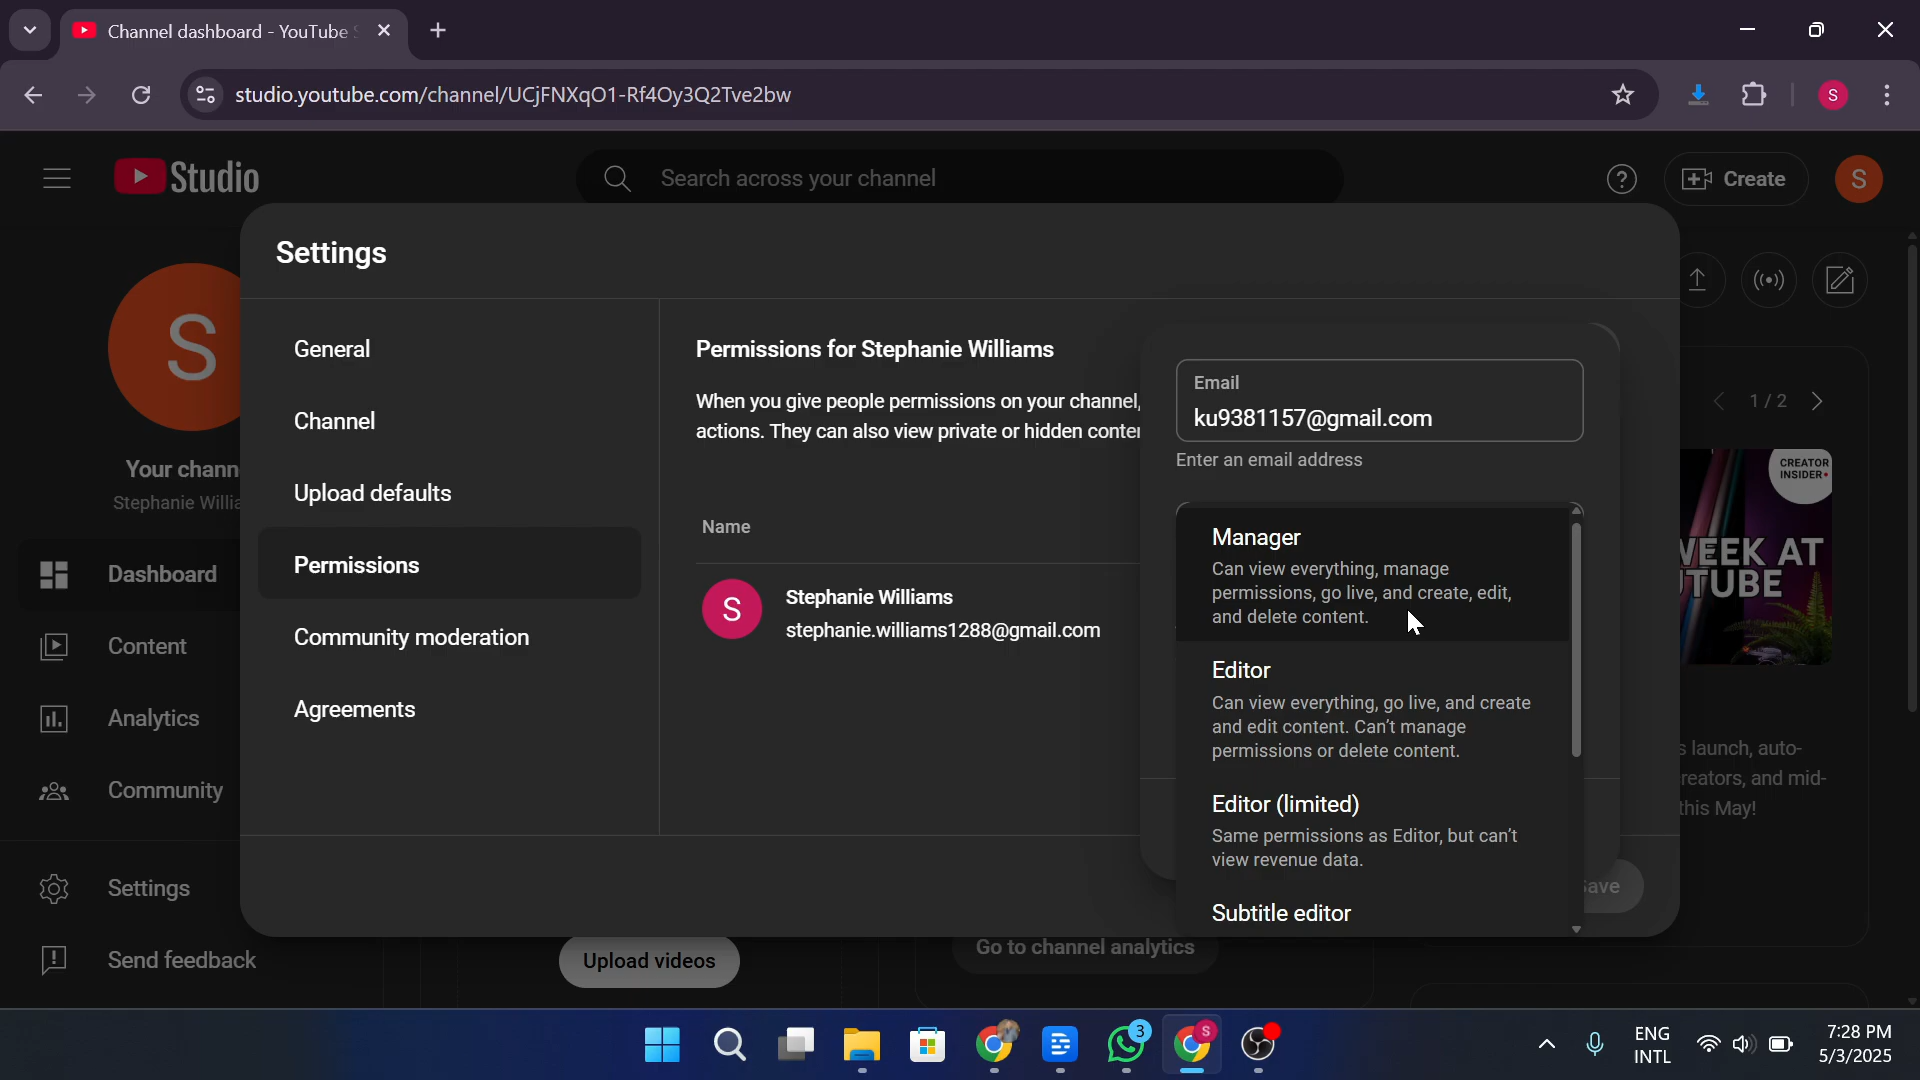 Channel dashboard - YouTube S
studio.youtube.com/channel/UCjFNXqO1-Rf4Oy3Q2Tve2bw
S
Studio
Search across your channel
Create
S
Settings
S
Your chann
Stephanie Willia
Dashboard
Content
Analytics
Community
Settings
Send feedback
General
Channel
Upload defaults
Permissions
Community moderation
Agreements
Permissions for Stephanie Williams
When you give people permissions on your channel,
actions. They can also view private or hidden conter
Name
S
Stephanie Williams
stephanie.williams1288@gmail.com
Email
ku9381157@gmail.com
Enter an email address
Manager
Can view everything, manage
permissions, go live, and create, edit,
and delete content.
Editor
Can view everything, go live, and create
and edit content. Can't manage
permissions or delete content.
Editor (limited)
Same permissions as Editor, but can't
view revenue data.
Subtitle editor
Save
1 / 2
CREATOR
INSIDER
WEEK AT
UTUBE
s launch, auto-
reators, and mid-
this May!
Upload videos
Go to channel analytics
3
S
ENG
INTL
7:28 PM
5/3/2025